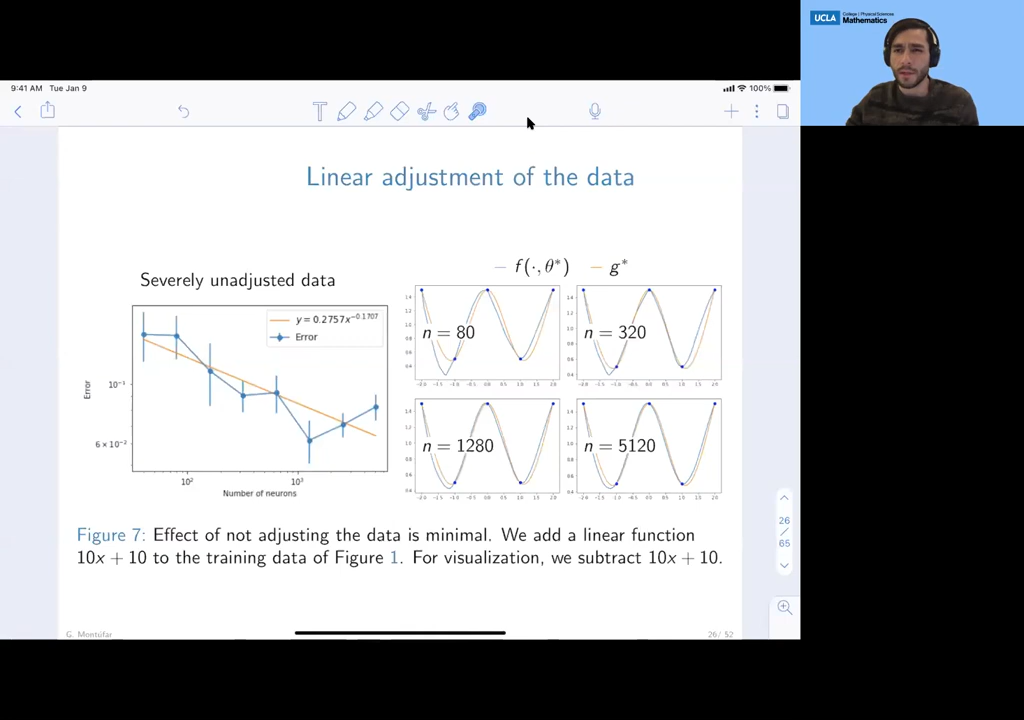 9:41 AM Tue Jan 9
100%
UCLA College | Physical Sciences
Mathematics
Linear adjustment of the data
Severely unadjusted data
— f(·, θ*) — g*
y = 0.2757x^−0.1707
Error
Error
10^−1
6 × 10^−2
10^2 10^3
Number of neurons
n = 80
n = 320
n = 1280
n = 5120
Figure 7: Effect of not adjusting the data is minimal. We add a linear function
10x + 10 to the training data of Figure 1. For visualization, we subtract 10x + 10.
26
/
65
G. Montúfar
26/ 52